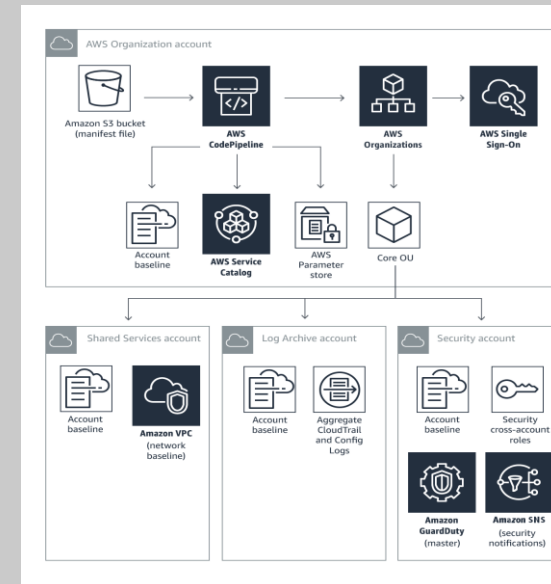 AWS Organization account
Amazon S3 bucket
(manifest file)
AWS
CodePipeline
AWS
Organizations
AWS Single
Sign-On
Account
baseline
AWS Service
Catalog
AWS
Parameter
store
Core OU
Shared Services account
Account
baseline
Amazon VPC
(network
baseline)
Log Archive account
Account
baseline
Aggregate
CloudTrail
and Config
Logs
Security account
Account
baseline
Security
cross-account
roles
Amazon
GuardDuty
(master)
Amazon SNS
(security
notifications)